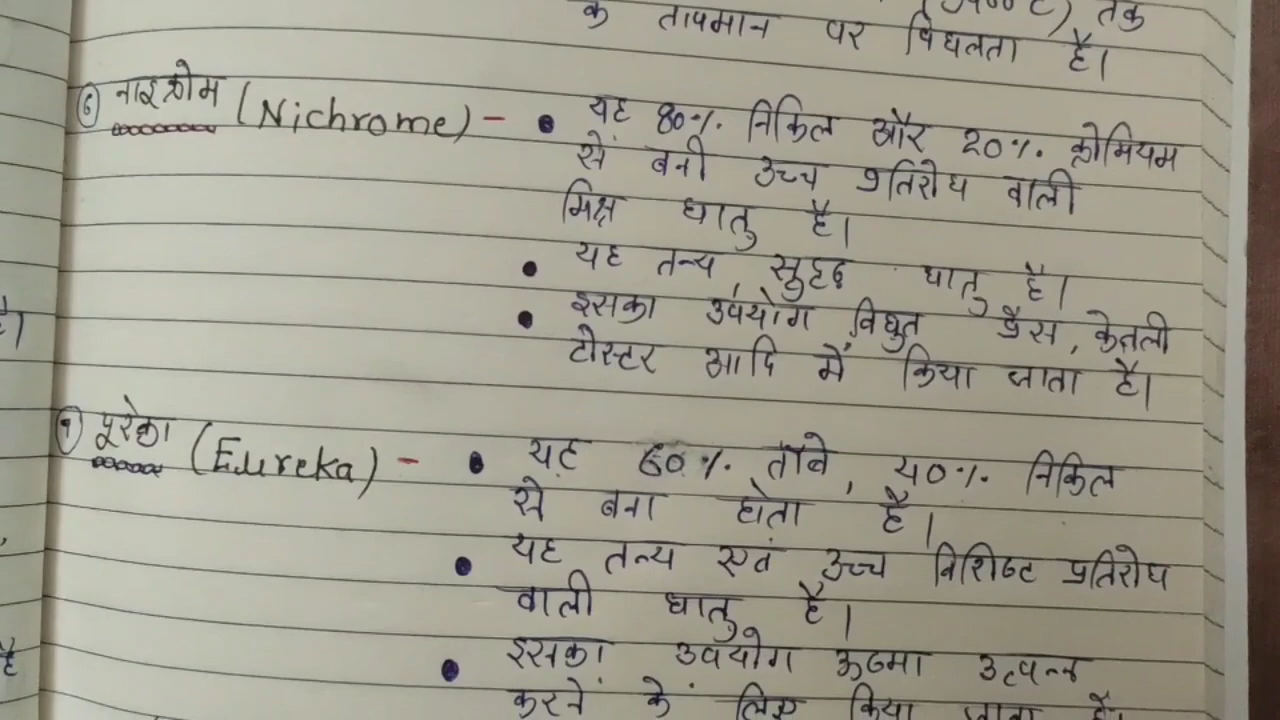 तक
के तापमान पर पिघलता है।
⑥ नाइक्रोम (Nichrome) - • यह 80%. निकिल और 20%. क्रोमियम
से बनी उच्च प्रतिरोध वाली
मिक्ष धातु है।
• यह तन्य, सुदृढ धातु है।
• इसका उपयोग विधुत प्रैस, केतली
टोस्टर आदि में किया जाता है।
यूरेका (Eureka) - • यह 60%. ताँबे, 40%. निकिल
से बना होता है।
• यह तन्य एवं उच्च विशिष्ट प्रतिरोध
वाली धातु है।
• इसका उपयोग ऊष्मा उत्पन्न
करने के लिए किया जाता है।
है।
है